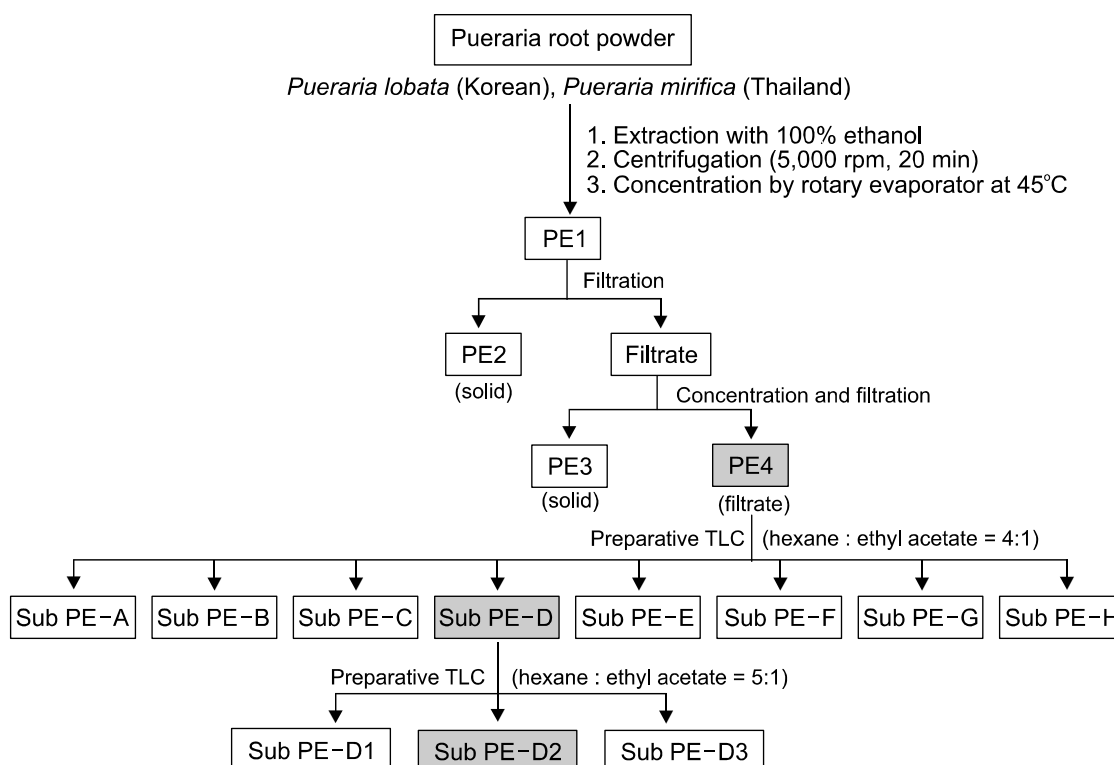 Pueraria root powder
Pueraria lobata (Korean), Pueraria mirifica (Thailand)
1. Extraction with 100% ethanol
2. Centrifugation (5,000 rpm, 20 min)
3. Concentration by rotary evaporator at 45°C
PE1
Filtration
PE2
Filtrate
(solid)
Concentration and filtration
PE3
PE4
(solid)
(filtrate)
Preparative TLC (hexane : ethyl acetate = 4:1)
Sub PE−A
Sub PE−B
Sub PE−C
Sub PE−D
Sub PE−E
Sub PE−F
Sub PE−G
Sub PE−H
Preparative TLC (hexane : ethyl acetate = 5:1)
Sub PE−D1
Sub PE−D2
Sub PE−D3